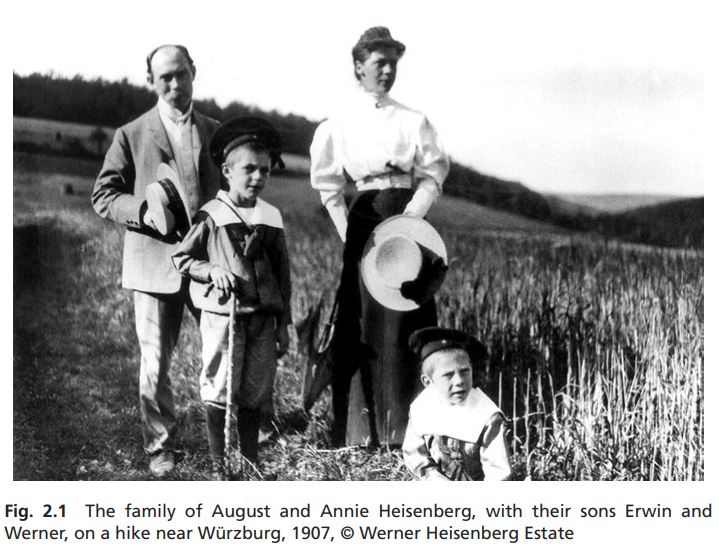 Fig. 2.1 The family of August and Annie Heisenberg, with their sons Erwin and
Werner, on a hike near Würzburg, 1907, © Werner Heisenberg Estate